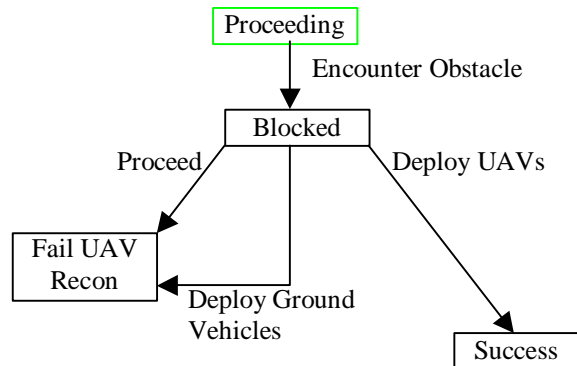 Proceeding
Encounter Obstacle
Blocked
Proceed
Deploy UAVs
Fail UAV
Recon
Deploy Ground
Vehicles
Success